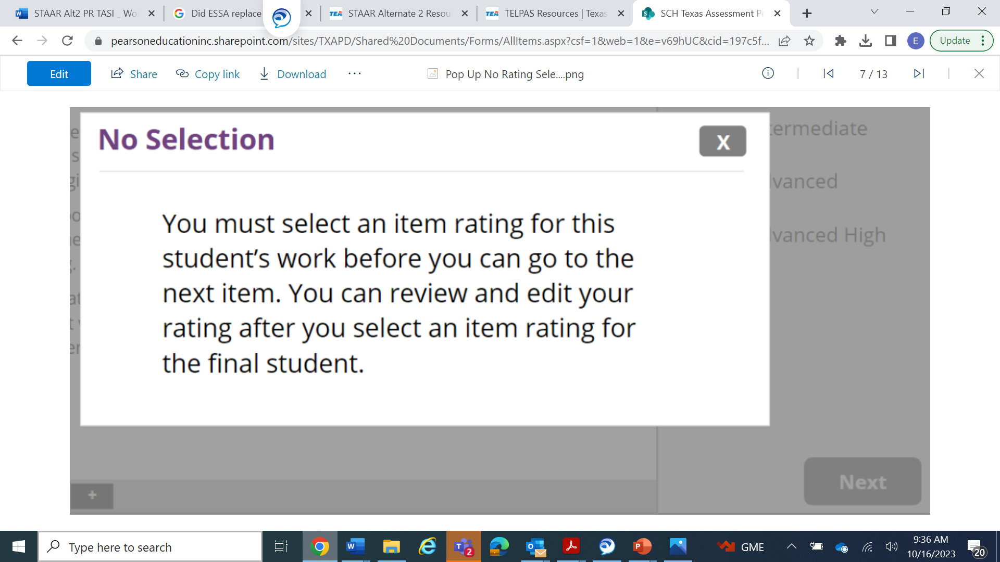 STAAR Alt2 PR TASI _ Wo
Did ESSA replace
STAAR Alternate 2 Resou
TELPAS Resources | Texas
SCH Texas Assessment Pr
pearsoneducationinc.sharepoint.com/sites/TXAPD/Shared%20Documents/Forms/AllItems.aspx?csf=1&web=1&e=v69hUC&cid=197c5f...
E
Update
Edit
Share
Copy link
Download
...
Pop Up No Rating Sele....png
7 / 13
No Selection
X
You must select an item rating for this
student’s work before you can go to the
next item. You can review and edit your
rating after you select an item rating for
the final student.
termediate
lvanced
lvanced High
+
Next
Type here to search
2
GME
9:36 AM
10/16/2023
20